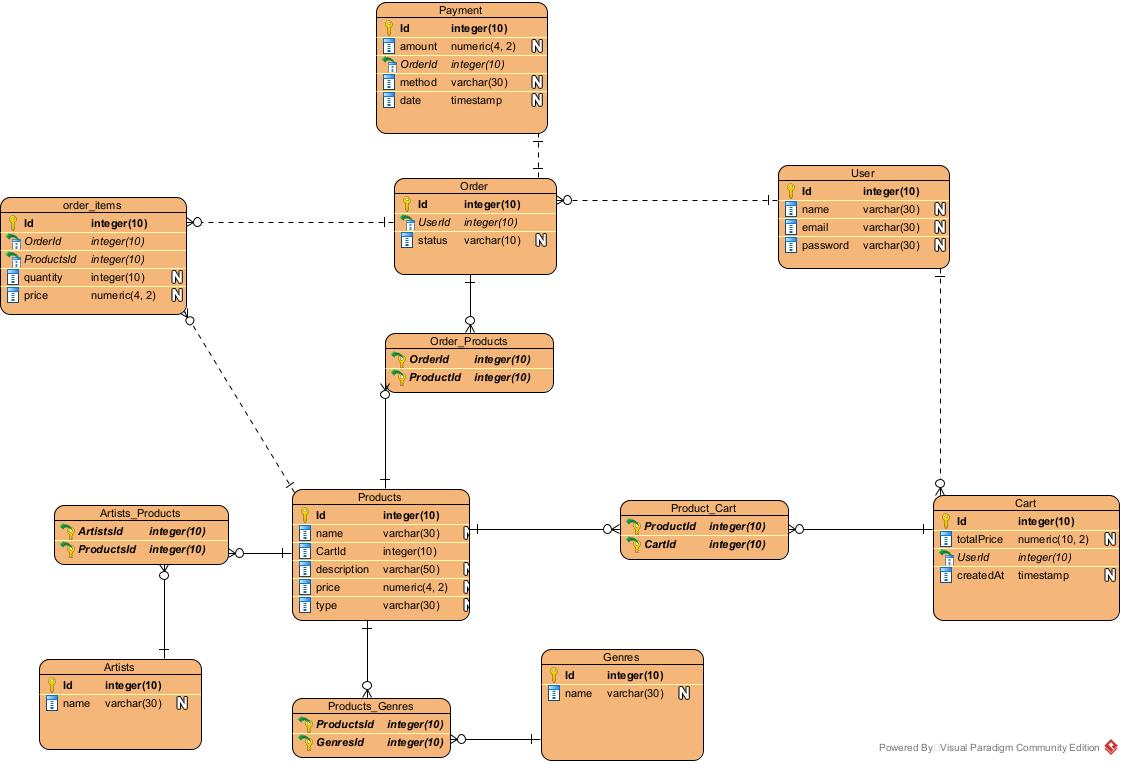 Payment
Id integer(10)
amount numeric(4, 2) N
OrderId integer(10)
method varchar(30) N
date timestamp N
Order
Id integer(10)
UserId integer(10)
status varchar(10) N
User
Id integer(10)
name varchar(30) N
email varchar(30) N
password varchar(30) N
order_items
Id integer(10)
OrderId integer(10)
ProductsId integer(10)
quantity integer(10) N
price numeric(4, 2) N
Order_Products
OrderId integer(10)
ProductId integer(10)
Products
Id integer(10)
name varchar(30) N
CartId integer(10)
description varchar(50) N
price numeric(4, 2) N
type varchar(30) N
Artists_Products
ArtistsId integer(10)
ProductsId integer(10)
Product_Cart
ProductId integer(10)
CartId integer(10)
Cart
Id integer(10)
totalPrice numeric(10, 2) N
UserId integer(10)
createdAt timestamp N
Artists
Id integer(10)
name varchar(30) N
Products_Genres
ProductsId integer(10)
GenresId integer(10)
Genres
Id integer(10)
name varchar(30) N
Powered By Visual Paradigm Community Edition